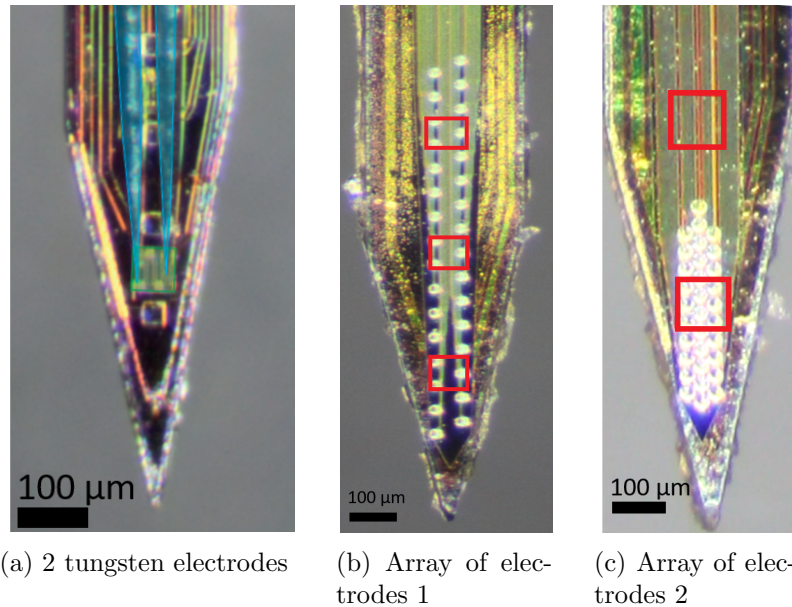 100 µm
100 µm
100 µm
(a) 2 tungsten electrodes
(b) Array of elec-
trodes 1
(c) Array of elec-
trodes 2